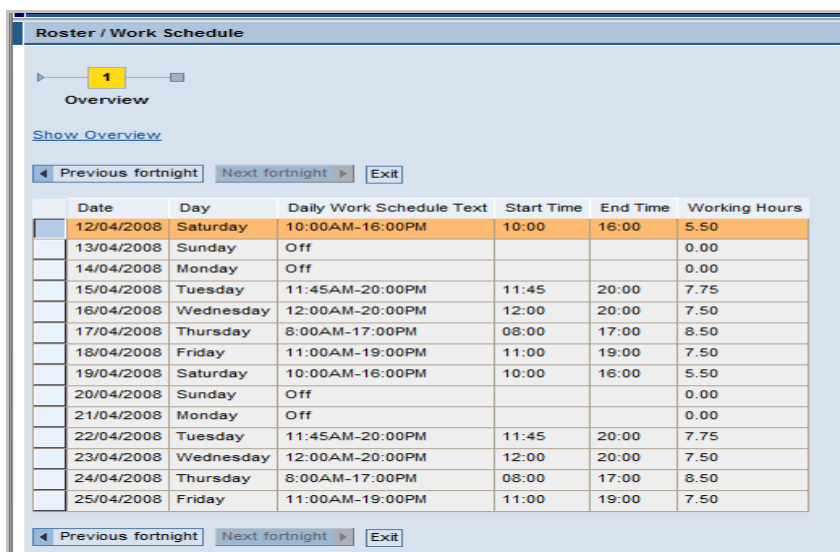 Roster / Work Schedule
1
Overview
Show Overview
Previous fortnight Next fortnight Exit
Date Day Daily Work Schedule Text Start Time End Time Working Hours
12/04/2008 Saturday 10:00AM-16:00PM 10:00 16:00 5.50
13/04/2008 Sunday Off 0.00
14/04/2008 Monday Off 0.00
15/04/2008 Tuesday 11:45AM-20:00PM 11:45 20:00 7.75
16/04/2008 Wednesday 12:00AM-20:00PM 12:00 20:00 7.50
17/04/2008 Thursday 8:00AM-17:00PM 08:00 17:00 8.50
18/04/2008 Friday 11:00AM-19:00PM 11:00 19:00 7.50
19/04/2008 Saturday 10:00AM-16:00PM 10:00 16:00 5.50
20/04/2008 Sunday Off 0.00
21/04/2008 Monday Off 0.00
22/04/2008 Tuesday 11:45AM-20:00PM 11:45 20:00 7.75
23/04/2008 Wednesday 12:00AM-20:00PM 12:00 20:00 7.50
24/04/2008 Thursday 8:00AM-17:00PM 08:00 17:00 8.50
25/04/2008 Friday 11:00AM-19:00PM 11:00 19:00 7.50
Previous fortnight Next fortnight Exit